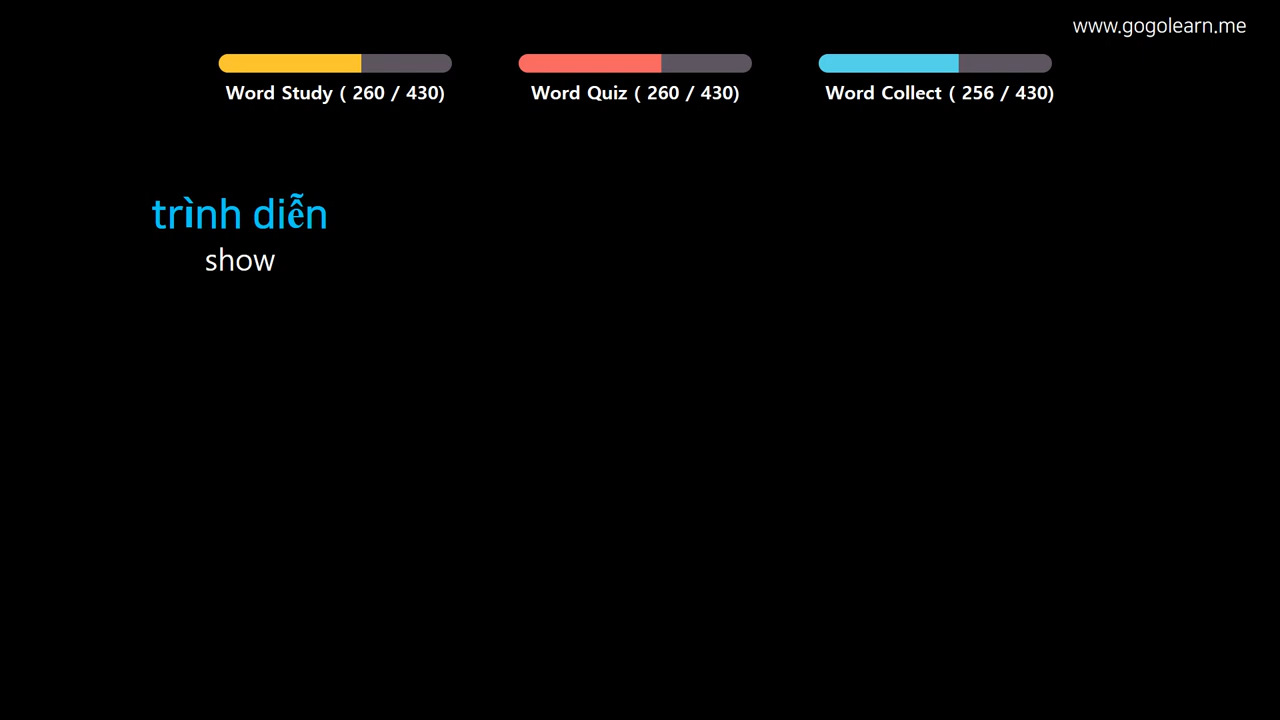 www.gogolearn.me
Word Study ( 260 / 430)
Word Quiz ( 260 / 430)
Word Collect ( 256 / 430)
trình diễn
show